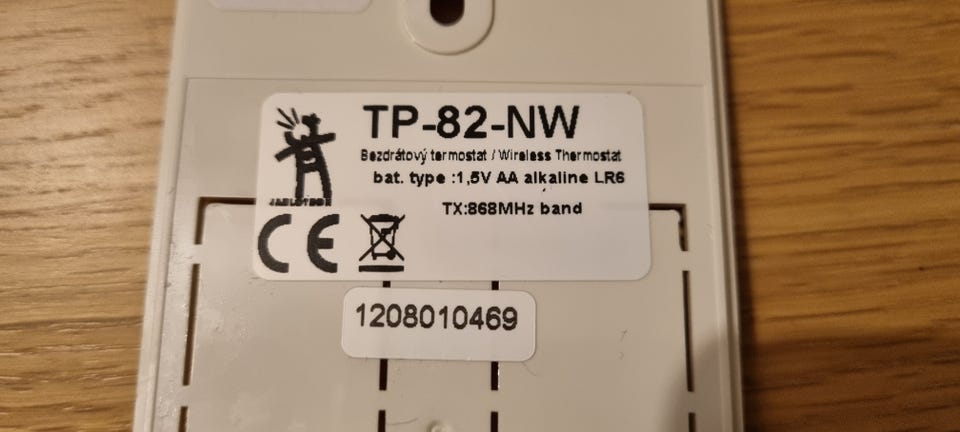 TP-82-NW
Bezdrátový termostat / Wireless Thermostat
bat. type :1,5V AA alkaline LR6
JABLOTRON
TX:868MHz band
CE
1208010469